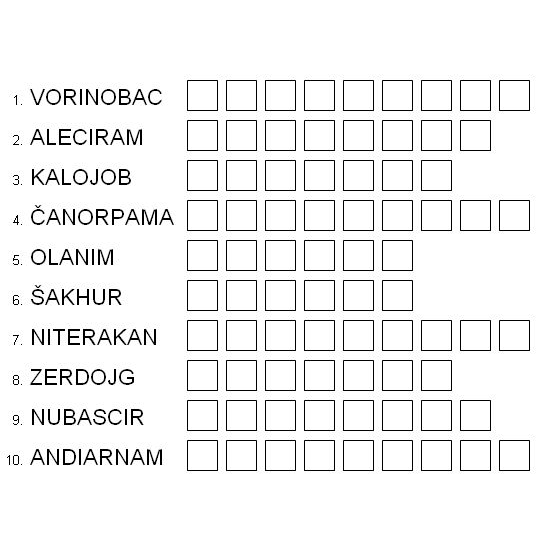 1. VORINOBAC
2. ALECIRAM
3. KALOJOB
4. ČANORPAMA
5. OLANIM
6. ŠAKHUR
7. NITERAKAN
8. ZERDOJG
9. NUBASCIR
10. ANDIARNAM